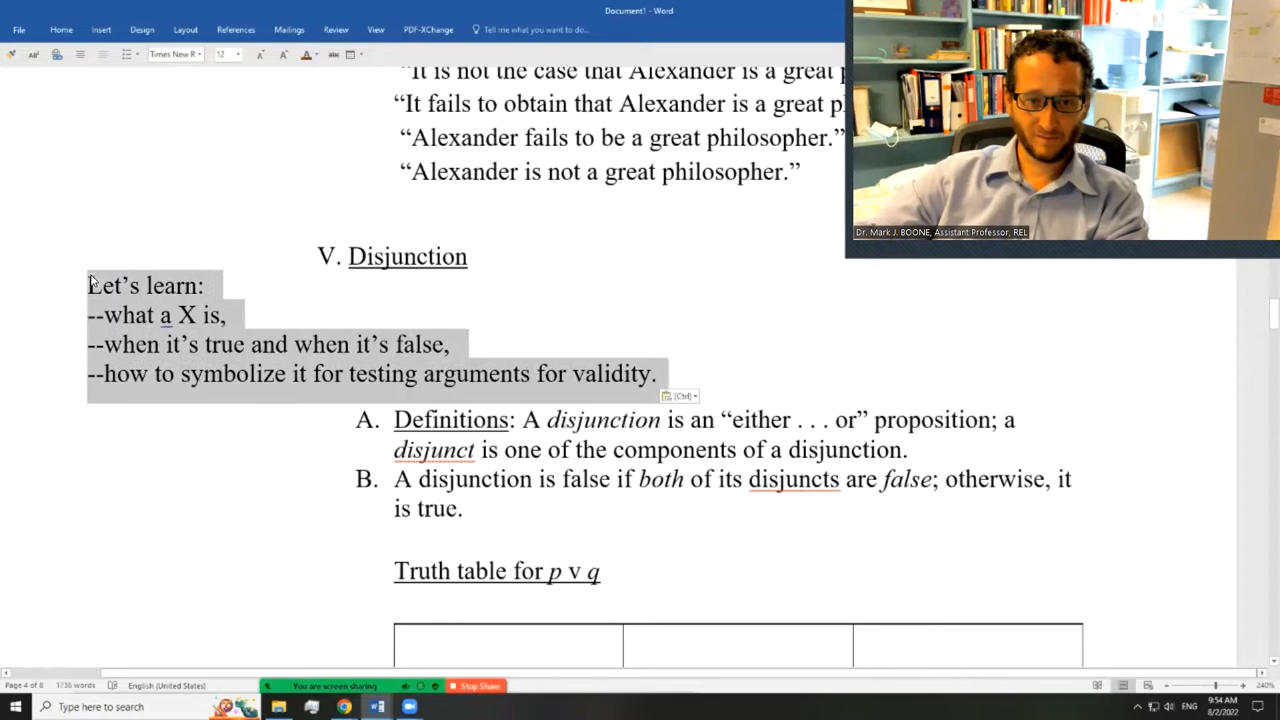 Document1 - Word
File Home Insert Design Layout References Mailings Review View PDF-XChange Tell me what you want to do...
Times New R 12
"It is not the case that Alexander is a great
"It fails to obtain that Alexander is a great
"Alexander fails to be a great philosopher."
"Alexander is not a great philosopher."
Dr. Mark J. BOONE, Assistant Professor, REL
V. Disjunction
Let's learn:
--what a X is,
--when it's true and when it's false,
--how to symbolize it for testing arguments for validity.
(Ctrl)
A. Definitions: A disjunction is an "either . . . or" proposition; a
disjunct is one of the components of a disjunction.
B. A disjunction is false if both of its disjuncts are false; otherwise, it
is true.
Truth table for p v q
Page 4 of 8 1736 words English (United States) You are screen sharing Stop Share 240%
Type here to search ENG 9:54 AM
8/2/2022